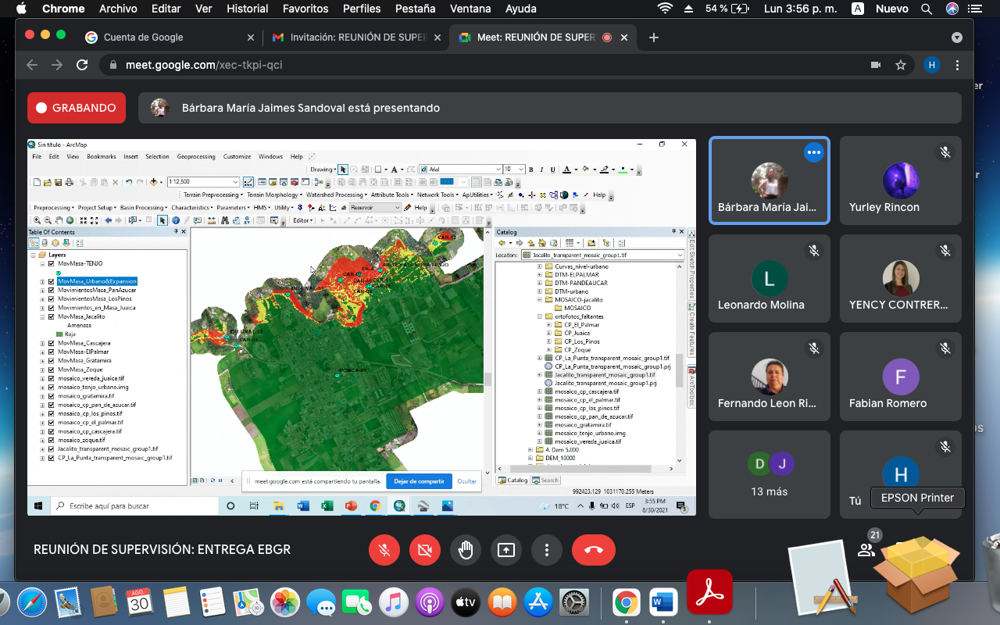 Chrome Archivo Editar Ver Historial Favoritos Perfiles Pestaña Ventana Ayuda 54 % Lun 3:56 p. m. A Nuevo
Cuenta de Google
Invitación: REUNIÓN DE SUPER
Meet: REUNIÓN DE SUPER
meet.google.com/xec-tkpi-qci
H
GRABANDO
Bárbara María Jaimes Sandoval está presentando
Sin título - ArcMap
File Edit View Bookmarks Insert Selection Geoprocessing Customize Windows Help
Drawing Arial 10 B I U A
1:12,500
Terrain Preprocessing Terrain Morphology Watershed Processing Attribute Tools Network Tools ApUtilities Help
Preprocessing Project Setup Basin Processing Characteristics Parameters HMS Utility Reservoir Help
Editor
Table Of Contents
Layers
MovMasa-TENJO
MovMasa_Urbano&Expansion
MovimientosMasa_PanAzucar
MovimientosMasa_LosPinos
Movimientos_en_Masa_Juaica
MovMasa_Jacalito
Amenaza
Baja
MovMasa_Cascajera
MovMasa-ElPalmar
MovMasa_Gratamira
MovMasa_Zoque
mosaico_vereda_juaica.tif
mosaico_tenjo_urbano.img
mosaico_gratamira.tif
mosaico_cp_pan_de_azucar.tif
mosaico_cp_los_pinos.tif
mosaico_cp_el_palmar.tif
mosaico_cp_cascajera.tif
mosaico_zoque.tif
Jacalito_transparent_mosaic_group1.tif
CP_La_Punta_transparent_mosaic_group1.tif
CAR-12
POMCA-01
CAR-01
Catalog
Location: Jacalito_transparent_mosaic_group1.tif
Curvas_nivel-urbano
DTM-ELPALMAR
DTM-PANDEAUCAR
DTM-urbano
MOSAICO-jacalito
MOSAICO
ortofotos_faltantes
CP_El_Palmar
CP_Juaica
CP_Los_Pinos
CP_Zoque
CP_La_Punta_transparent_mosaic_group1.tif
CP_La_Punta_transparent_mosaic_group1.prj
Jacalito_transparent_mosaic_group1.tif
Jacalito_transparent_mosaic_group1.prj
mosaico_cp_cascajera.tif
mosaico_cp_el_palmar.tif
mosaico_cp_los_pinos.tif
mosaico_cp_pan_de_azucar.tif
mosaico_gratamira.tif
mosaico_tenjo_urbano.img
mosaico_vereda_juaica.tif
4. Dem 5.000
DEM_10000
Catalog Search
Edit Sketch Properties
Create Features
ArcToolbox
meet.google.com está compartiendo tu pantalla. Dejar de compartir Ocultar
992423.129 1031170.255 Meters
Escribe aquí para buscar
18°C ESP 3:55 PM
8/30/2021
3
Bárbara María Jai...
Yurley Rincon
L
Leonardo Molina
YENCY CONTRER...
Fernando Leon Ri...
F
Fabian Romero
D J
13 más
H
Tú
EPSON Printer
REUNIÓN DE SUPERVISIÓN: ENTREGA EBGR
21
AGO
30
tv
W